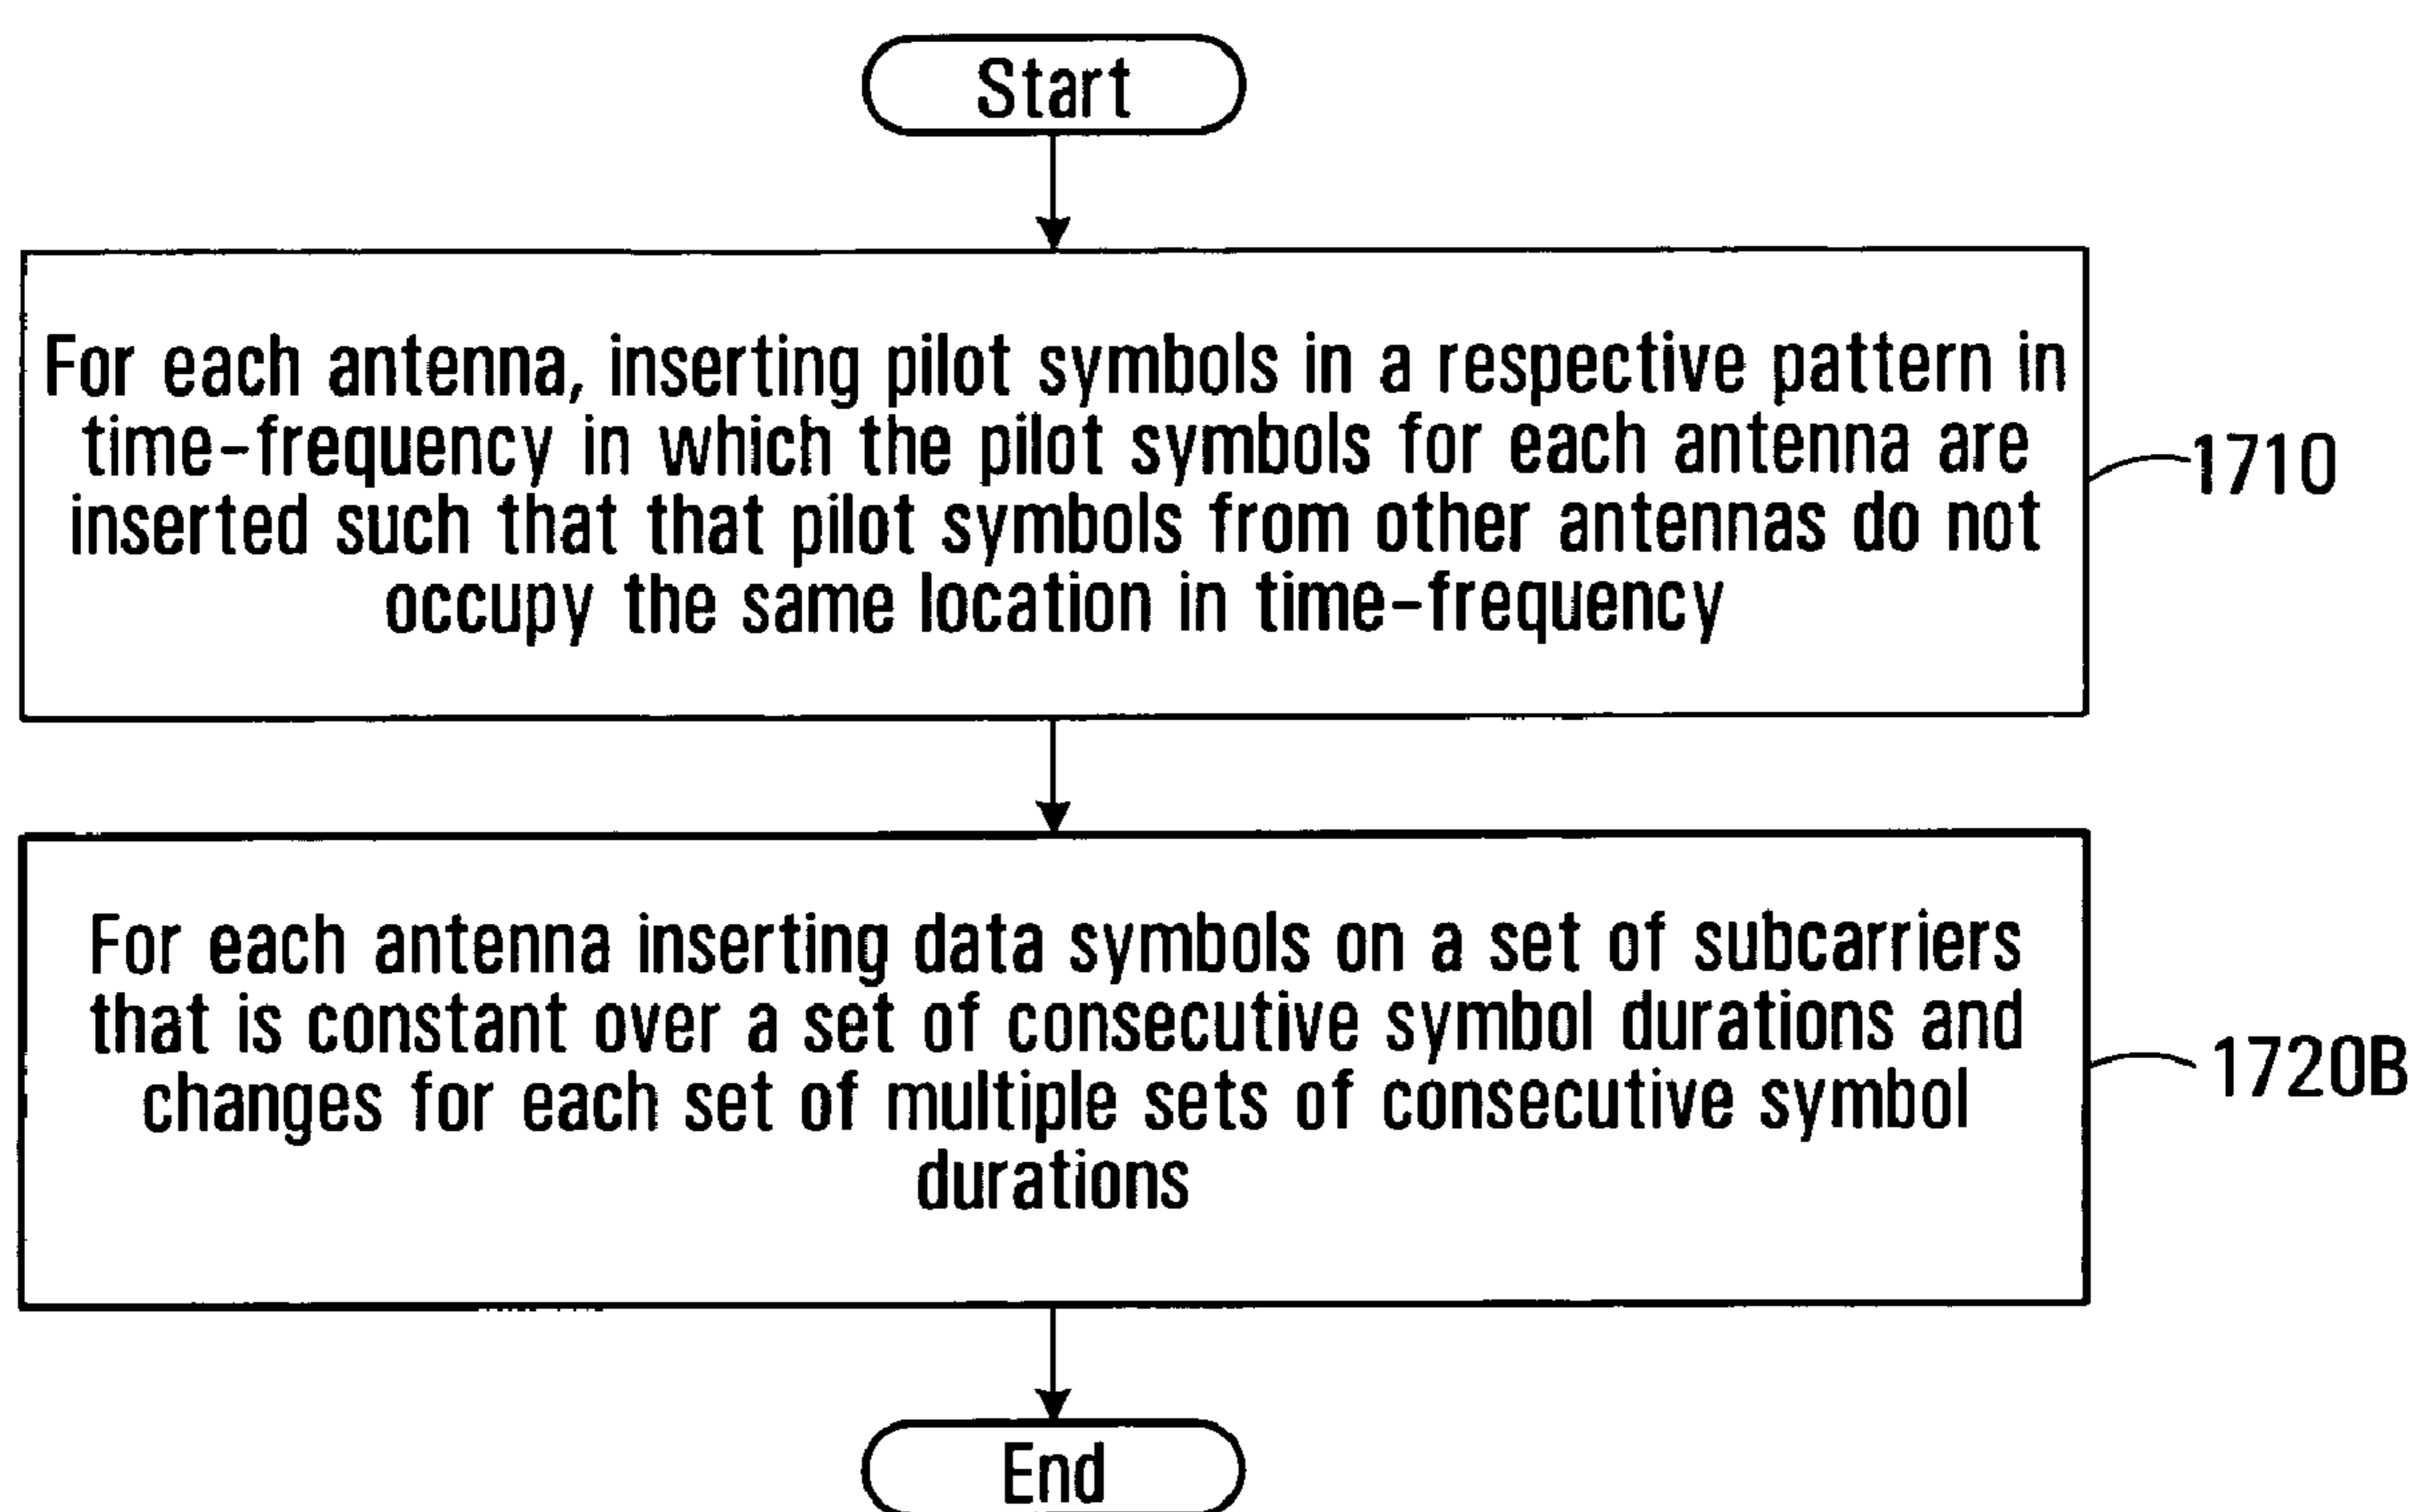 Start
For each antenna, inserting pilot symbols in a respective pattern in
time-frequency in which the pilot symbols for each antenna are
inserted such that that pilot symbols from other antennas do not
occupy the same location in time-frequency
1710
For each antenna inserting data symbols on a set of subcarriers
that is constant over a set of consecutive symbol durations and
changes for each set of multiple sets of consecutive symbol
durations
1720B
End